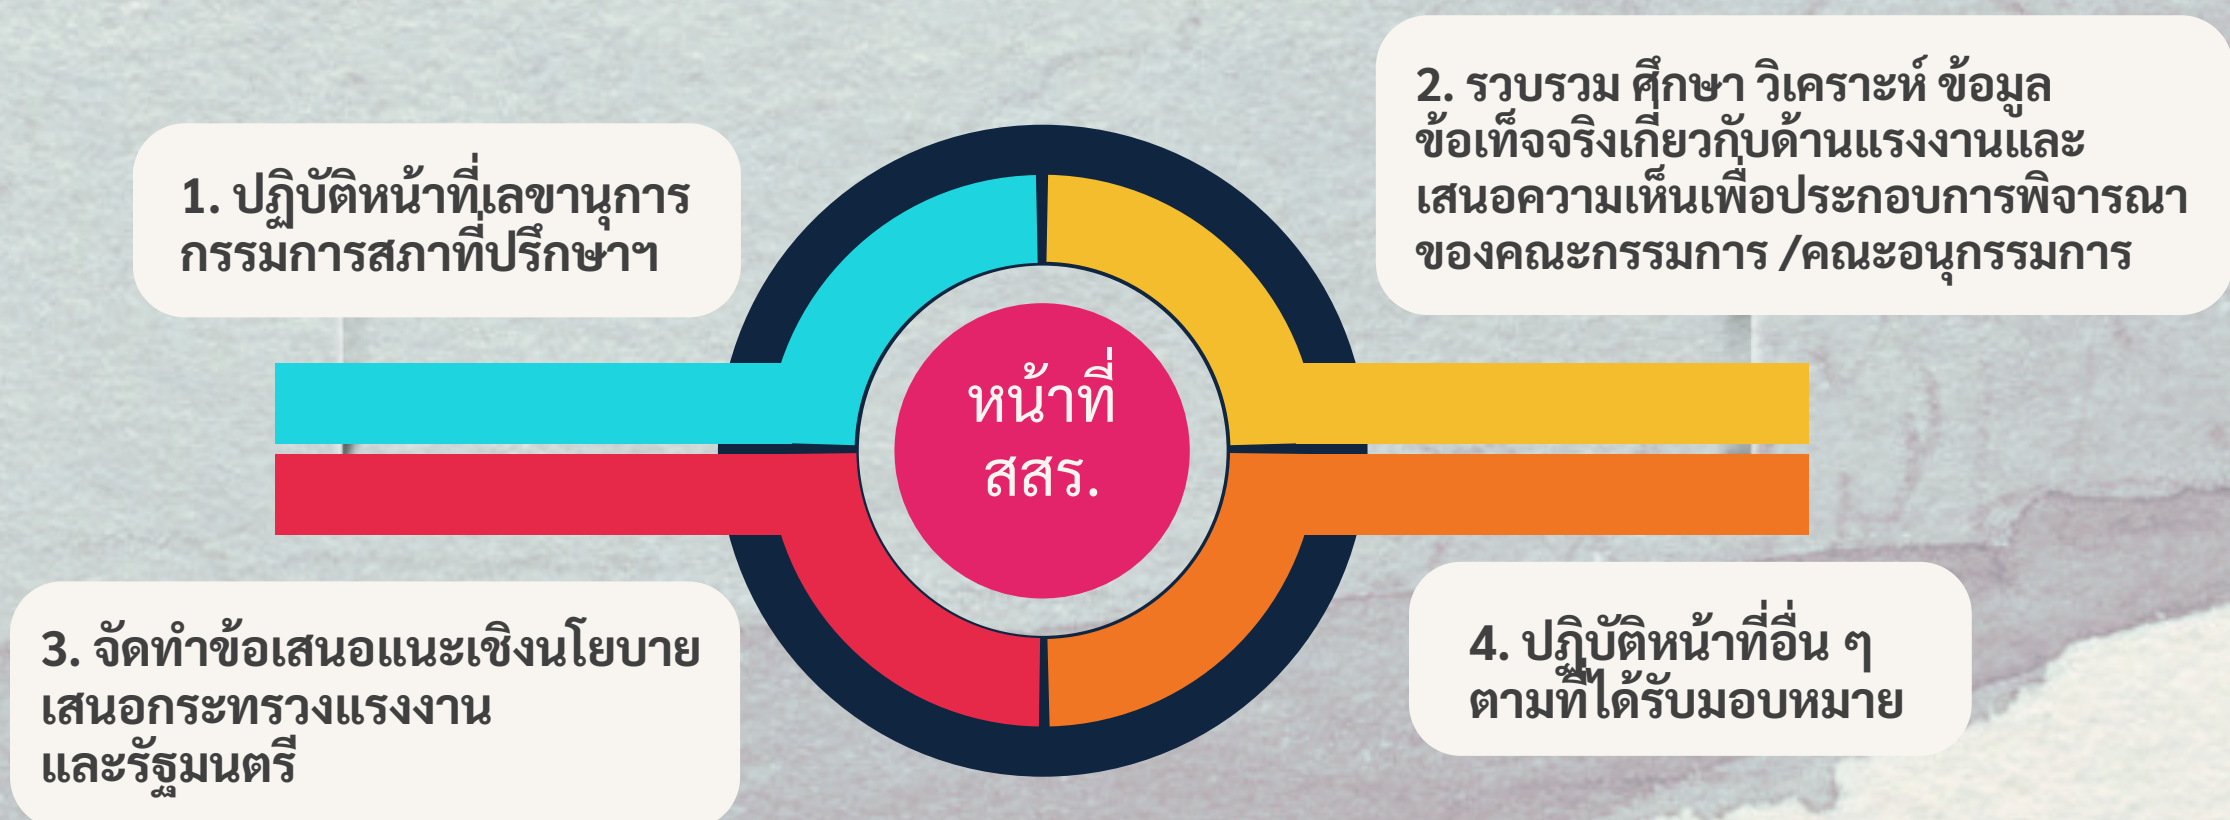 1. ปฏิบัติหน้าที่เลขานุการ
กรรมการสภาที่ปรึกษาฯ
2. รวบรวม ศึกษา วิเคราะห์ ข้อมูล
ข้อเท็จจริงเกี่ยวกับด้านแรงงานและ
เสนอความเห็นเพื่อประกอบการพิจารณา
ของคณะกรรมการ /คณะอนุกรรมการ
หน้าที่
สสร.
3. จัดทำข้อเสนอแนะเชิงนโยบาย
เสนอกระทรวงแรงงาน
และรัฐมนตรี
4. ปฏิบัติหน้าที่อื่น ๆ
ตามที่ได้รับมอบหมาย